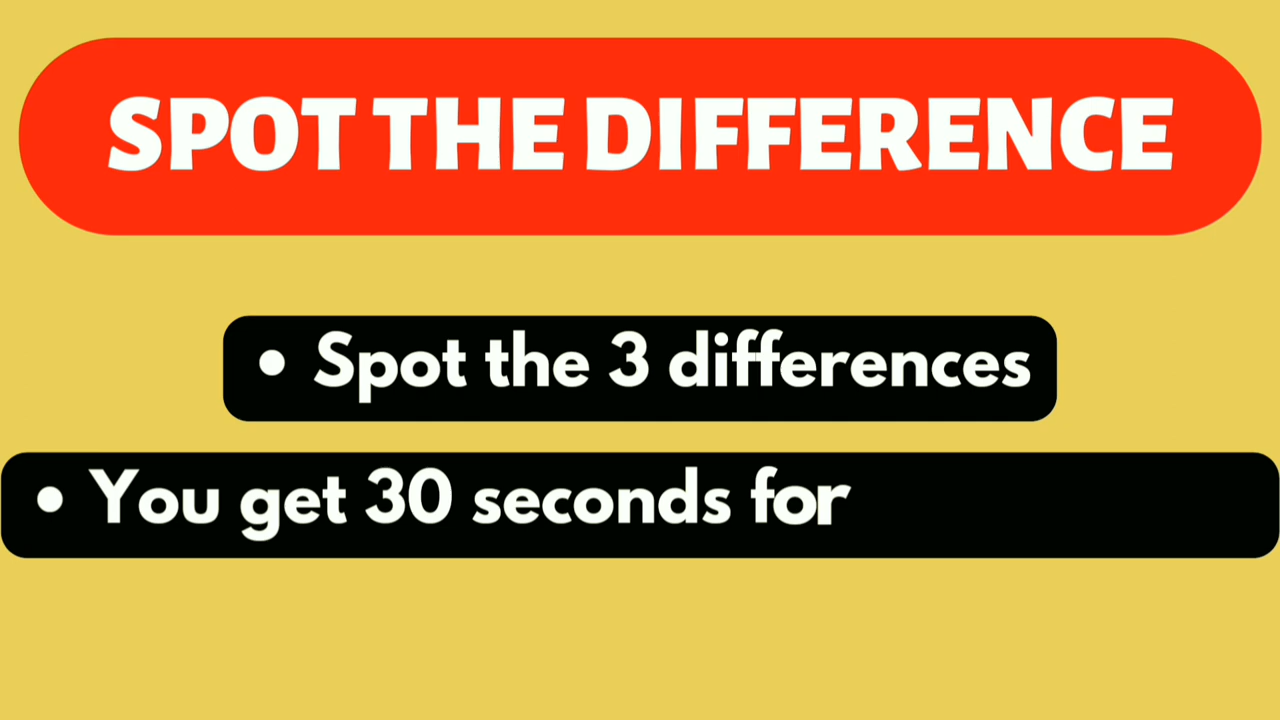 SPOT THE DIFFERENCE
• Spot the 3 differences
• You get 30 seconds for